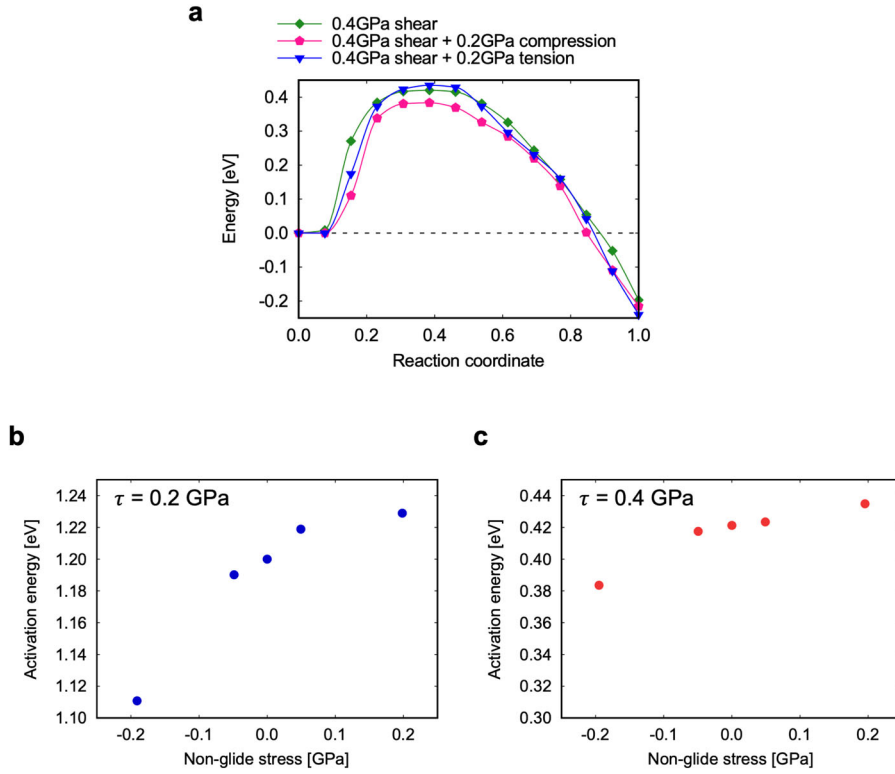 a
0.4GPa shear
0.4GPa shear + 0.2GPa compression
0.4GPa shear + 0.2GPa tension
Energy [eV]
0.4
0.3
0.2
0.1
0.0
-0.1
-0.2
0.0 0.2 0.4 0.6 0.8 1.0
Reaction coordinate
b
τ = 0.2 GPa
Activation energy [eV]
1.24
1.22
1.20
1.18
1.16
1.14
1.12
1.10
-0.2 -0.1 0.0 0.1 0.2
Non-glide stress [GPa]
c
τ = 0.4 GPa
Activation energy [eV]
0.44
0.42
0.40
0.38
0.36
0.34
0.32
0.30
-0.2 -0.1 0.0 0.1 0.2
Non-glide stress [GPa]